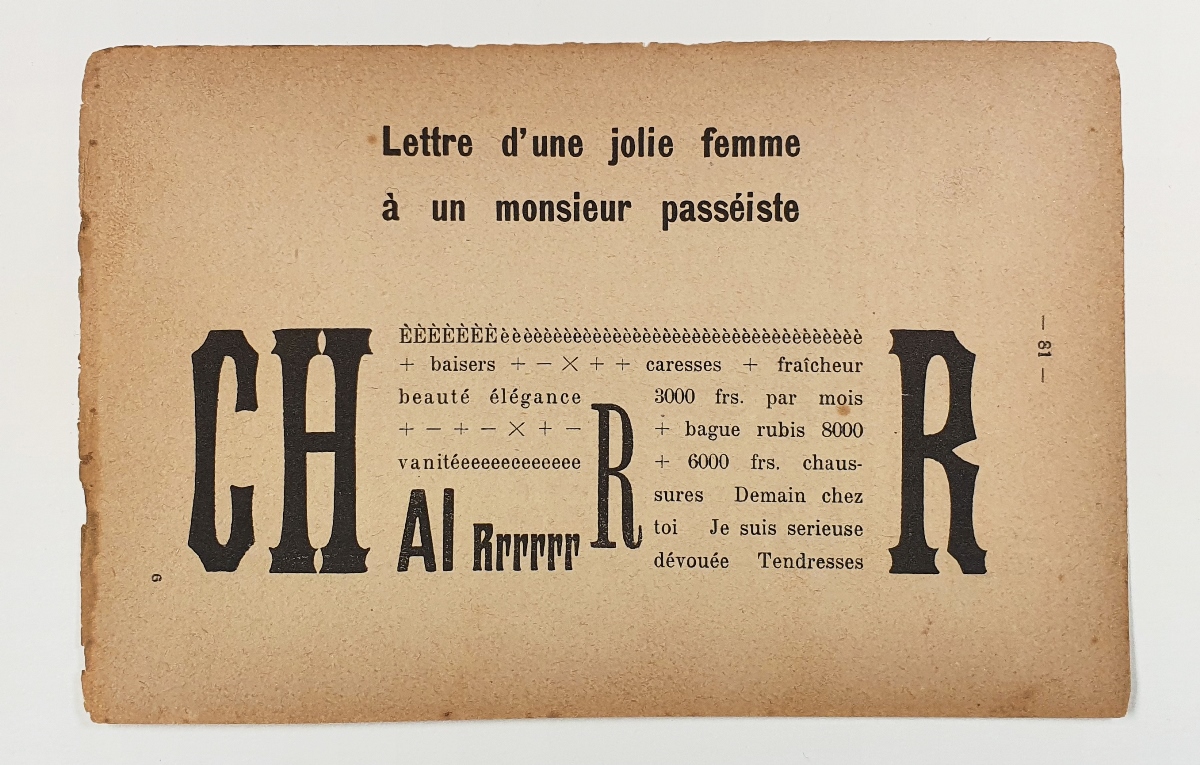 Lettre d'une jolie femme
à un monsieur passéiste
CH
ÈÈÈÈÈÈÈèèèèèèèèèèèèèèèèèèèèèèèèèèèèèèèèèèèèè
+ baisers + − × + + caresses + fraîcheur
beauté élégance
+ − + − × + −
vanitéeeeeeeeeeeee
AI Rrrrrr
R
3000 frs. par mois
+ bague rubis 8000
+ 6000 frs. chaus-
sures Demain chez
toi Je suis serieuse
dévouée Tendresses
R
— 81 —
6